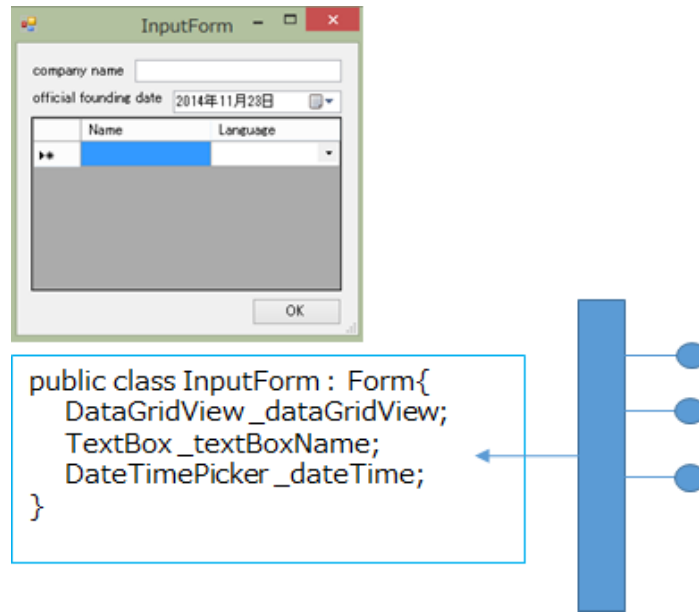 InputForm
company name
official founding date 2014年11月23日
Name Language
OK
public class InputForm : Form{
DataGridView _dataGridView;
TextBox _textBoxName;
DateTimePicker _dateTime;
}